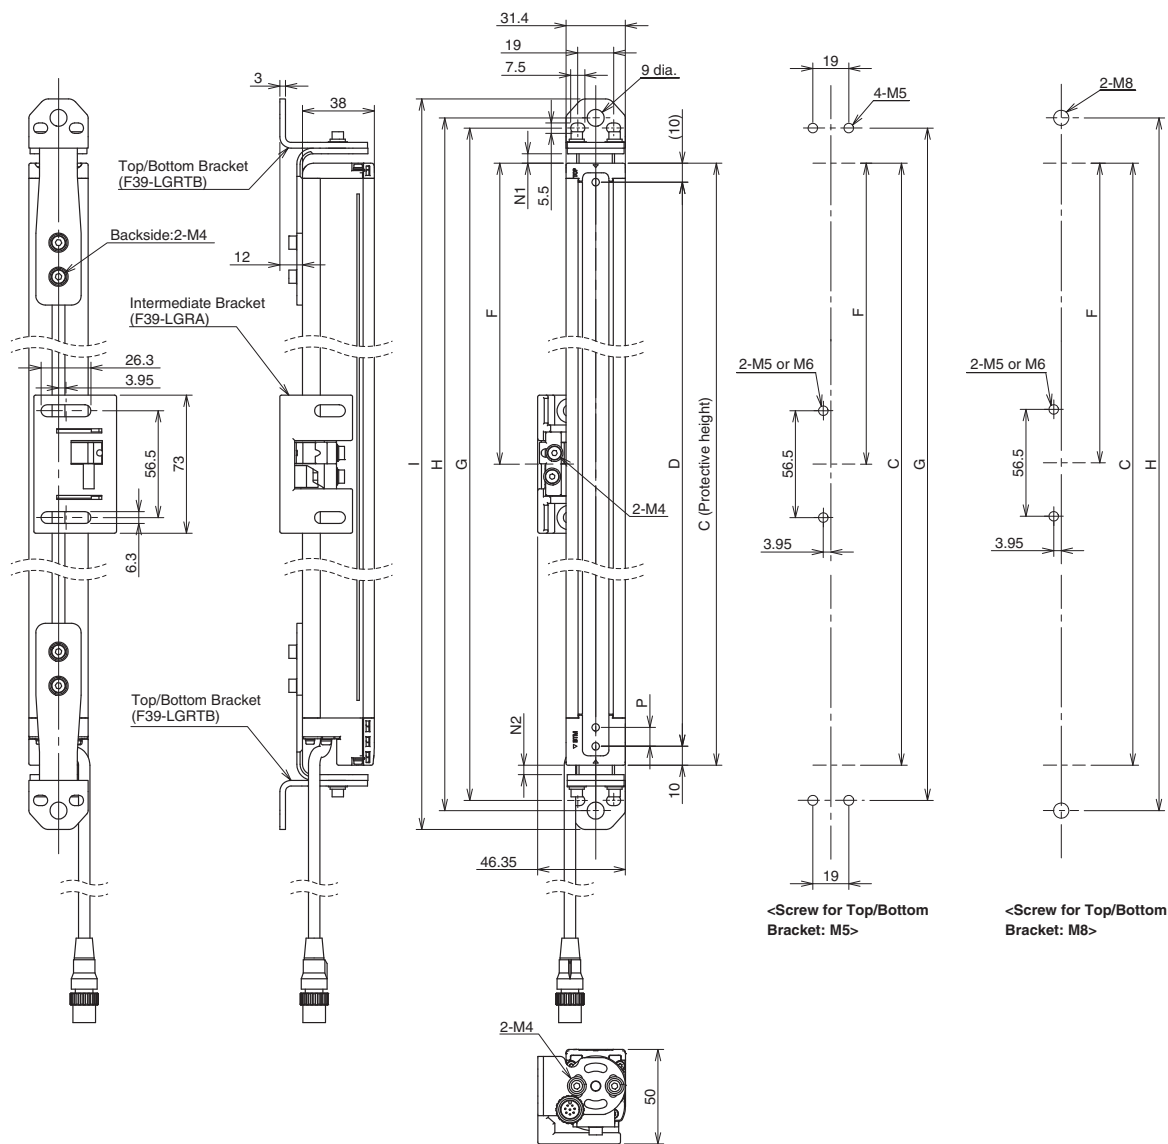 31.4
19
7.5
9 dia.
3
38
(10)
19
4-M5
2-M8
Top/Bottom Bracket
(F39-LGRTB)
N1
5.5
TOP
Backside:2-M4
12
Intermediate Bracket
(F39-LGRA)
F
F
F
26.3
3.95
2-M5 or M6
2-M5 or M6
56.5
73
6.3
I
H
G
D
C (Protective height)
2-M4
56.5
3.95
C
G
56.5
3.95
C
H
Top/Bottom Bracket
(F39-LGRTB)
N2
P
10
46.35
19
<Screw for Top/Bottom
Bracket: M5>
<Screw for Top/Bottom
Bracket: M8>
2-M4
50